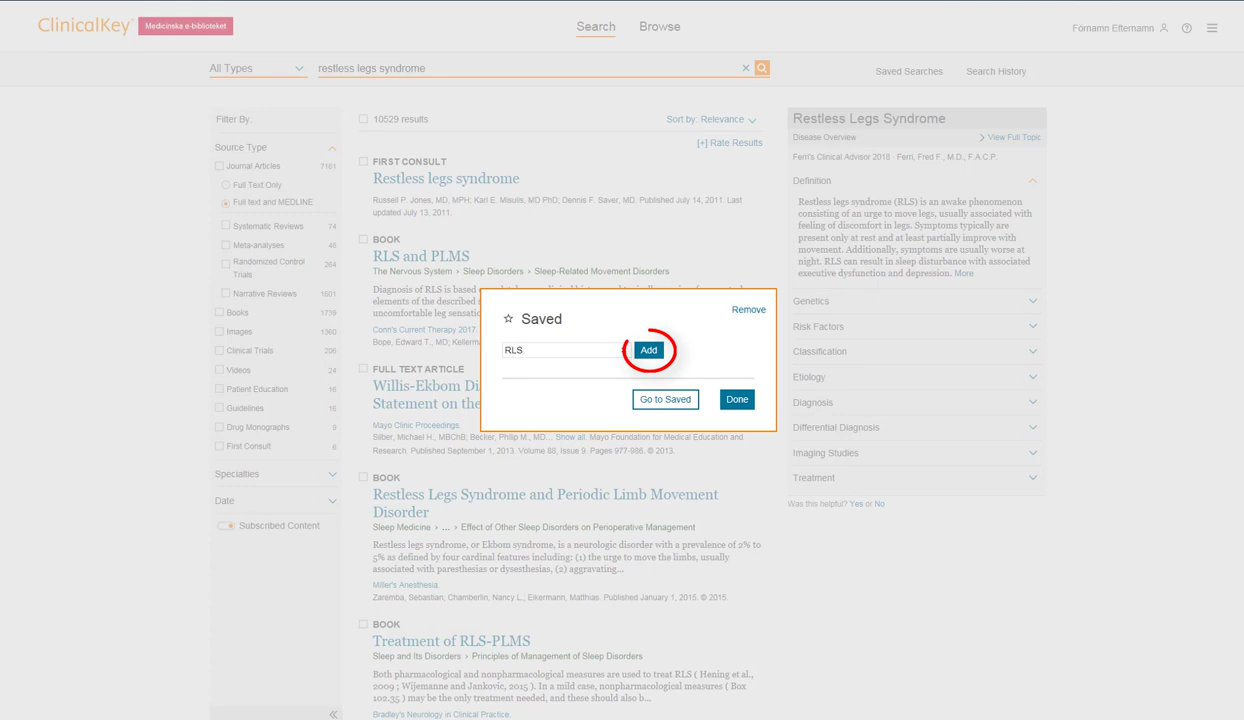 ClinicalKey
Medicinska e-biblioteket
Search
Browse
Förnamn Efternamn
All Types
restless legs syndrome
Saved Searches
Search History
Filter By..
Source Type
Journal Articles 7161
Full Text Only
Full text and MEDLINE
Systematic Reviews 74
Meta-analyses 48
Randomized Control 264
Trials
Narrative Reviews 1601
Books 1739
Images 1360
Clinical Trials 206
Videos 24
Patient Education 16
Guidelines 16
Drug Monographs 9
First Consult 6
Specialties
Date
Subscribed Content
10529 results
Sort by: Relevance
[+] Rate Results
FIRST CONSULT
Restless legs syndrome
Russell P. Jones, MD, MPH; Karl E. Misulis, MD PhD; Dennis F. Saver, MD. Published July 14, 2011. Last
updated July 13, 2011.
BOOK
RLS and PLMS
The Nervous System › Sleep Disorders › Sleep-Related Movement Disorders
Diagnosis of RLS is based
elements of the described s
uncomfortable leg sensation
Conn's Current Therapy 2017,
Bope, Edward T., MD; Kellerma
FULL TEXT ARTICLE
Willis-Ekbom Di
Statement on the
Mayo Clinic Proceedings.
Silber, Michael H., MBChB; Becker, Philip M., MD... Show all. Mayo Foundation for Medical Education and
Research. Published September 1, 2013. Volume 88, Issue 9. Pages 977-986. © 2013.
BOOK
Restless Legs Syndrome and Periodic Limb Movement
Disorder
Sleep Medicine › ... › Effect of Other Sleep Disorders on Perioperative Management
Restless legs syndrome, or Ekbom syndrome, is a neurologic disorder with a prevalence of 2% to
5% as defined by four cardinal features including: (1) the urge to move the limbs, usually
associated with paresthesias or dysesthesias, (2) aggravating...
Miller's Anesthesia.
Zaremba, Sebastian; Chamberlin, Nancy L.; Eikermann, Matthias. Published January 1, 2015. © 2015.
BOOK
Treatment of RLS-PLMS
Sleep and Its Disorders › Principles of Management of Sleep Disorders
Both pharmacological and nonpharmacological measures are used to treat RLS ( Hening et al.,
2009 ; Wijemanne and Jankovic, 2015 ). In a mild case, nonpharmacological measures ( Box
102.35 ) may be the only treatment needed, and these should also b...
Bradley's Neurology in Clinical Practice.
Saved
Remove
RLS
Add
Go to Saved
Done
Restless Legs Syndrome
Disease Overview
View Full Topic
Ferri's Clinical Advisor 2018 Ferri, Fred F., M.D., F.A.C.P.
Definition
Restless legs syndrome (RLS) is an awake phenomenon
consisting of an urge to move legs, usually associated with
feeling of discomfort in legs. Symptoms typically are
present only at rest and at least partially improve with
movement. Additionally, symptoms are usually worse at
night. RLS can result in sleep disturbance with associated
executive dysfunction and depression. More
Genetics
Risk Factors
Classification
Etiology
Diagnosis
Differential Diagnosis
Imaging Studies
Treatment
Was this helpful? Yes or No